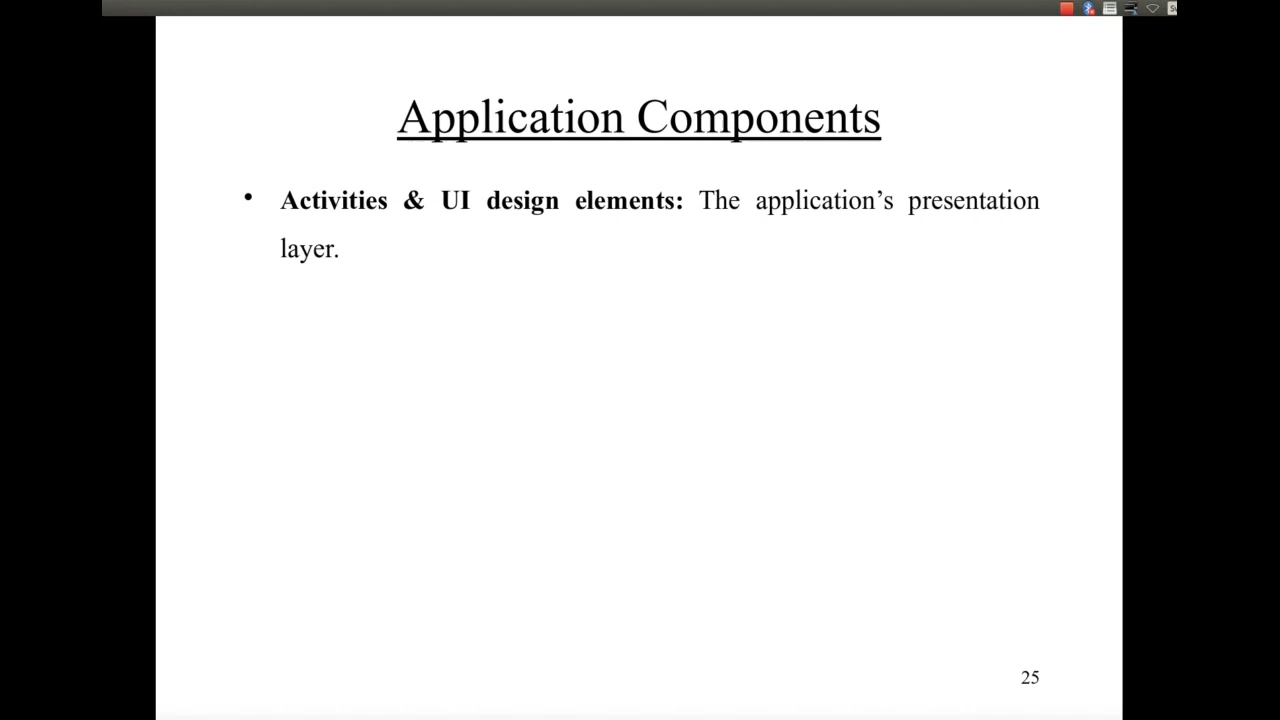 Application Components
• Activities & UI design elements: The application’s presentation
layer.
25